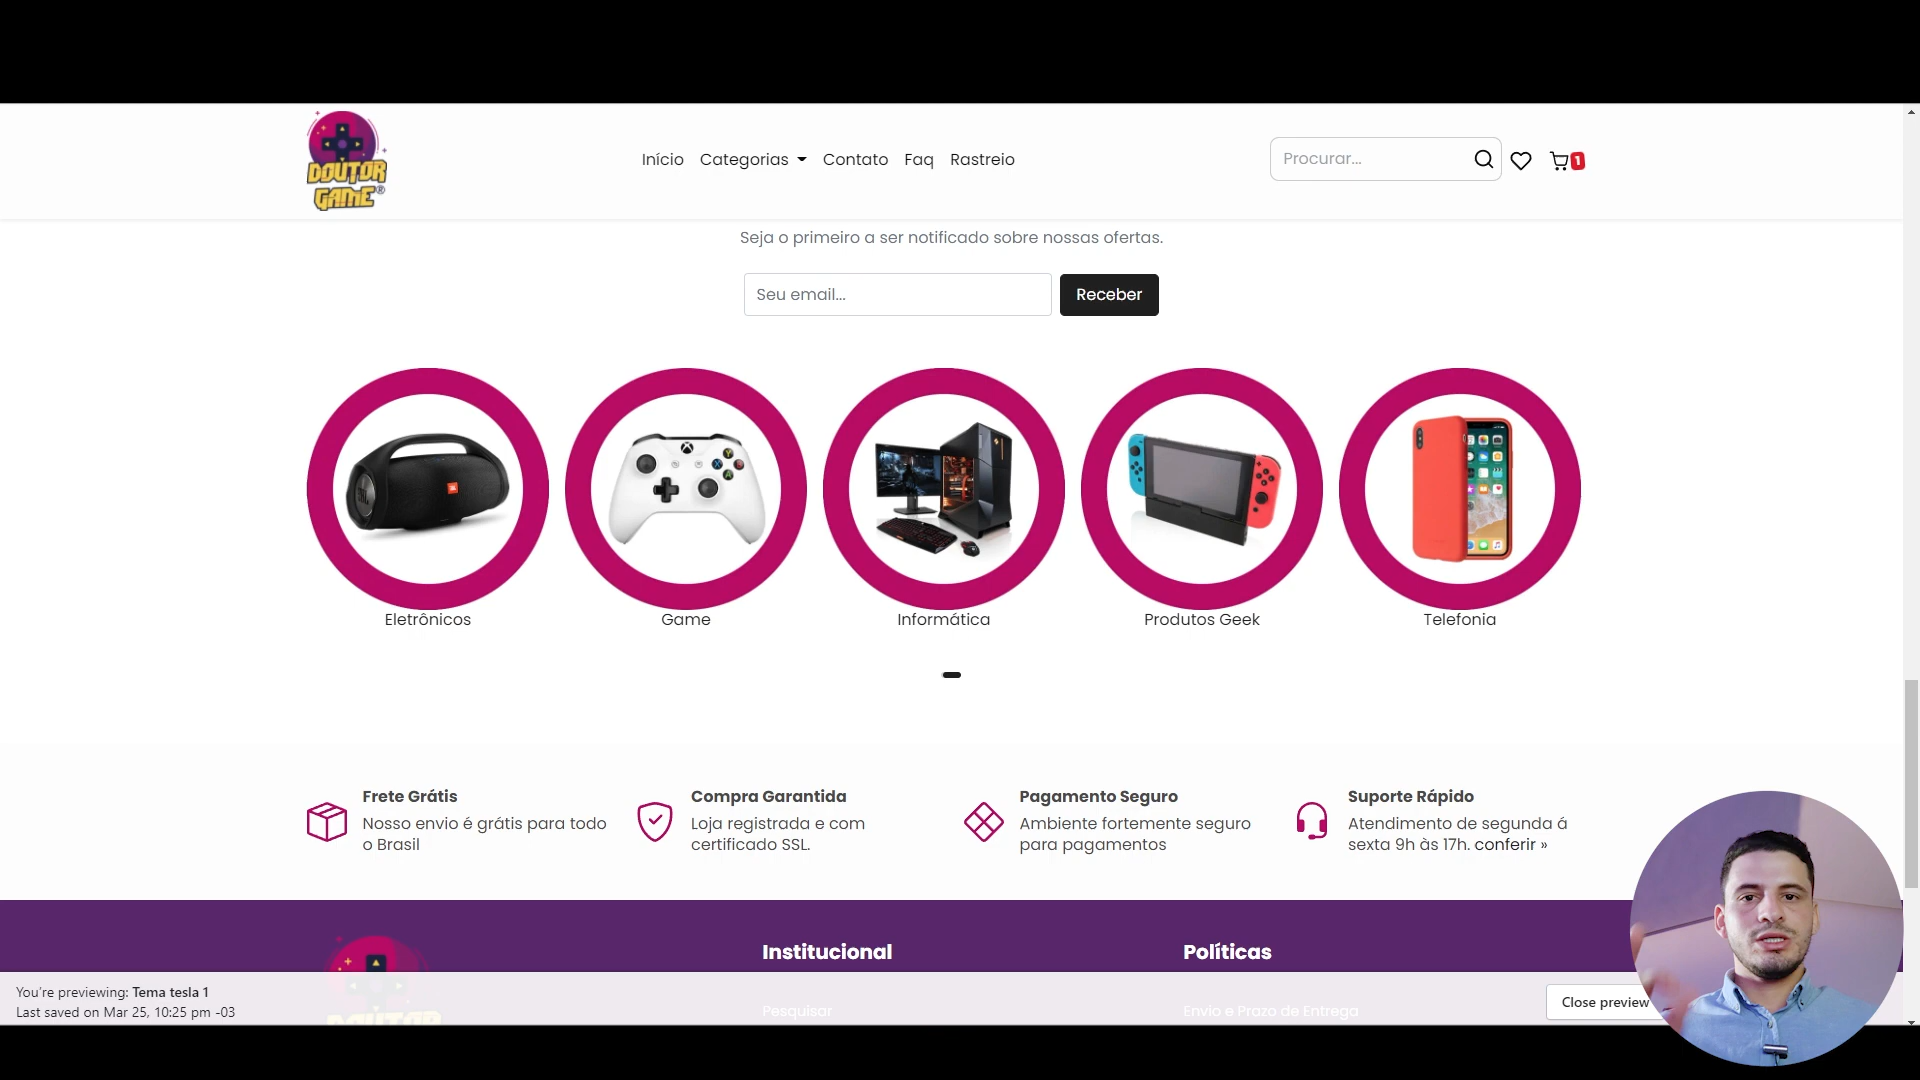 DOUTOR
GAME®
Início Categorias Contato Faq Rastreio
Procurar...
1
Seja o primeiro a ser notificado sobre nossas ofertas.
Seu email...
Receber
JBL
Eletrônicos
Game
Informática
Produtos Geek
Telefonia
Frete Grátis
Nosso envio é grátis para todo
o Brasil
Compra Garantida
Loja registrada e com
certificado SSL.
Pagamento Seguro
Ambiente fortemente seguro
para pagamentos
Suporte Rápido
Atendimento de segunda á
sexta 9h às 17h. conferir »
Institucional
Políticas
Pesquisar
Envio e Prazo de Entrega
DOUTOR
You're previewing: Tema tesla 1
Last saved on Mar 25, 10:25 pm -03
Close preview